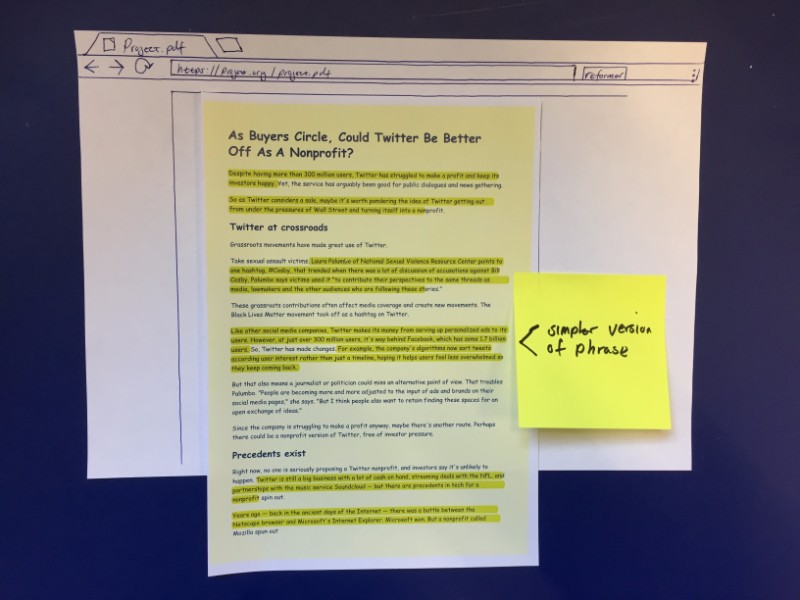 Project.pdf
https://project.org/project.pdf
reformer
As Buyers Circle, Could Twitter Be Better
Off As A Nonprofit?
Despite having more than 300 million users, Twitter has struggled to make a profit and keep its
investors happy. Yet, the service has arguably been good for public dialogues and news gathering.
So as Twitter considers a sale, maybe it's worth pondering the idea of Twitter getting out
from under the pressures of Wall Street and turning itself into a nonprofit.
Twitter at crossroads
Grassroots movements have made great use of Twitter.
Take sexual assault victims. Laura Palumbo of National Sexual Violence Resource Center points to
one hashtag, #Cosby, that trended when there was a lot of discussion of accusations against Bill
Cosby. Palumbo says victims used it "to contribute their perspectives to the same threads as
media, lawmakers and the other audiences who are following these stories."
These grassroots contributions often affect media coverage and create new movements. The
Black Lives Matter movement took off as a hashtag on Twitter.
Like other social media companies, Twitter makes its money from serving up personalized ads to its
users. However, at just over 300 million users, it's way behind Facebook, which has some 1.7 billion
users. So, Twitter has made changes. For example, the company's algorithms now sort tweets
according user interest rather than just a timeline, hoping it helps users feel less overwhelmed so
they keep coming back.
But that also means a journalist or politician could miss an alternative point of view. That troubles
Palumbo. "People are becoming more and more adjusted to the input of ads and brands on their
social media pages," she says. "But I think people also want to retain finding these spaces for an
open exchange of ideas."
Since the company is struggling to make a profit anyway, maybe there's another route. Perhaps
there could be a nonprofit version of Twitter, free of investor pressure.
Precedents exist
Right now, no one is seriously proposing a Twitter nonprofit, and investors say it's unlikely to
happen. Twitter is still a big business with a lot of cash on hand, streaming deals with the NFL, and
partnerships with the music service Soundcloud — but there are precedents in tech for a
nonprofit spin out.
Years ago — back in the ancient days of the Internet — there was a battle between the
Netscape browser and Microsoft's Internet Explorer. Microsoft won. But a nonprofit called
Mozilla spun out
simpler version
of phrase